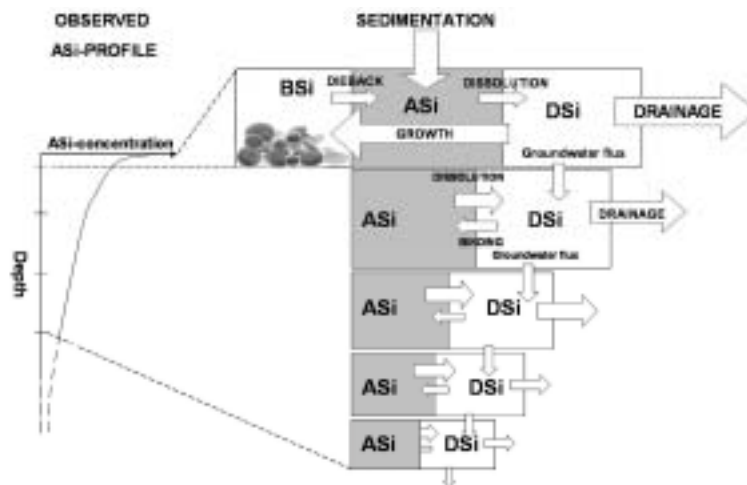 OBSERVED
ASi-PROFILE
SEDIMENTATION
BSi
DIEBACK
ASi
DISSOLUTION
DSi
DRAINAGE
GROWTH
ASi-concentration
Groundwater flux
DISSOLUTION
ASi
DSi
DRAINAGE
BINDING
Groundwater flux
Depth
ASi
DSi
ASi
DSi
ASi
DSi